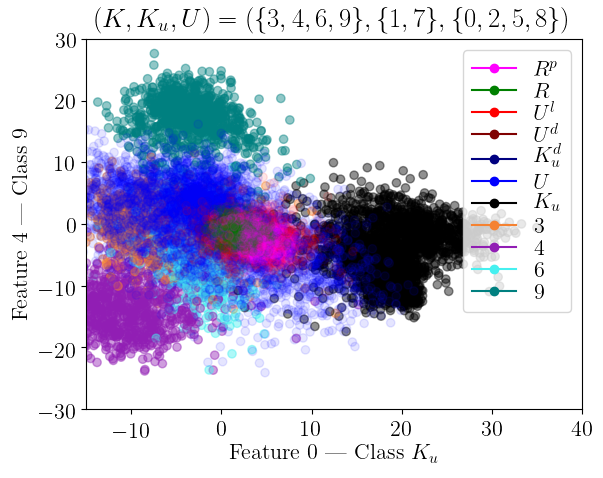 (K, K_u, U) = ({3, 4, 6, 9}, {1, 7}, {0, 2, 5, 8})
30
20
10
0
−10
−20
−30
Feature 4 — Class 9
R^p
R
U^l
U^d
K_u^d
U
K_u
3
4
6
9
−10
0
10
20
30
40
Feature 0 — Class K_u